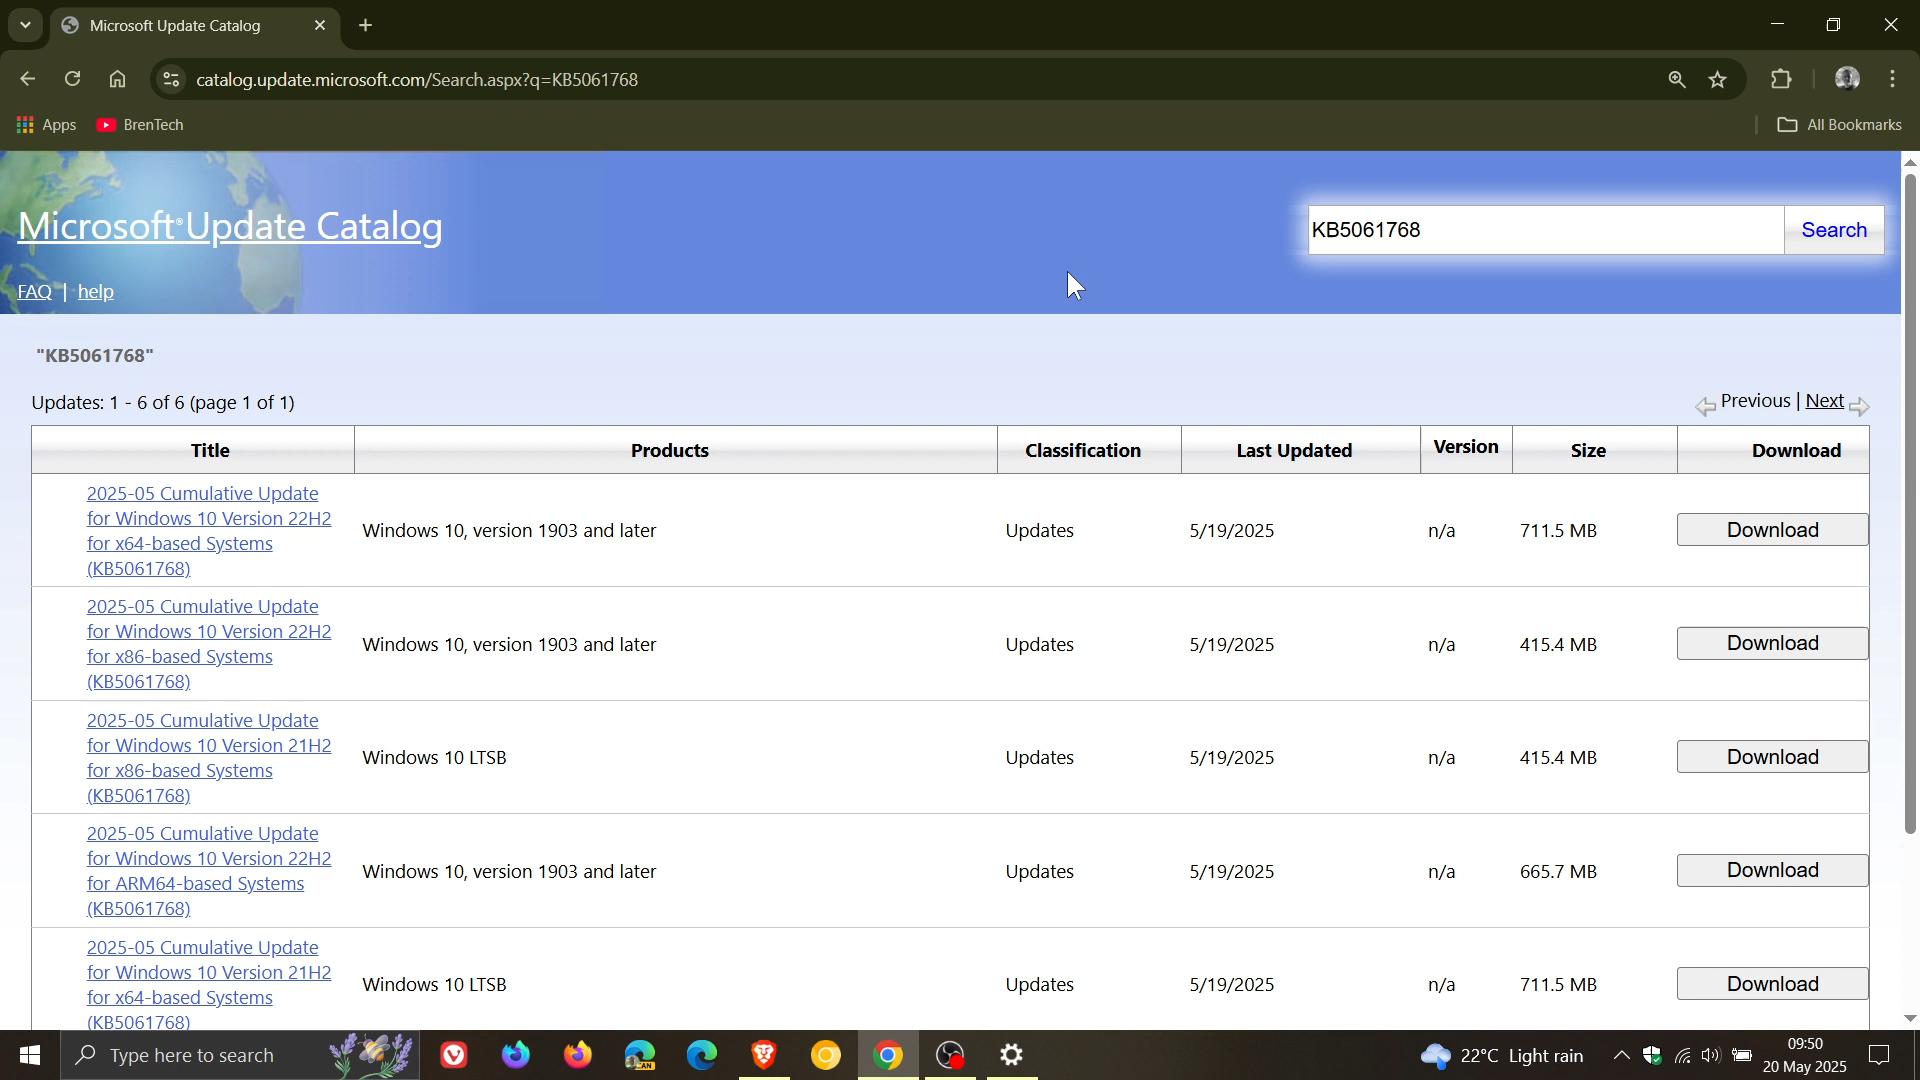 Microsoft Update Catalog
catalog.update.microsoft.com/Search.aspx?q=KB5061768
Apps
BrenTech
All Bookmarks
Microsoft® Update Catalog
KB5061768
Search
FAQ | help
"KB5061768"
Updates: 1 - 6 of 6 (page 1 of 1)
Previous | Next
Title Products Classification Last Updated Version Size Download
2025-05 Cumulative Update
for Windows 10 Version 22H2
for x64-based Systems
(KB5061768)
Windows 10, version 1903 and later Updates 5/19/2025 n/a 711.5 MB Download
2025-05 Cumulative Update
for Windows 10 Version 22H2
for x86-based Systems
(KB5061768)
Windows 10, version 1903 and later Updates 5/19/2025 n/a 415.4 MB Download
2025-05 Cumulative Update
for Windows 10 Version 21H2
for x86-based Systems
(KB5061768)
Windows 10 LTSB Updates 5/19/2025 n/a 415.4 MB Download
2025-05 Cumulative Update
for Windows 10 Version 22H2
for ARM64-based Systems
(KB5061768)
Windows 10, version 1903 and later Updates 5/19/2025 n/a 665.7 MB Download
2025-05 Cumulative Update
for Windows 10 Version 21H2
for x64-based Systems
(KB5061768)
Windows 10 LTSB Updates 5/19/2025 n/a 711.5 MB Download
Type here to search
CAN
22°C Light rain
09:50
20 May 2025